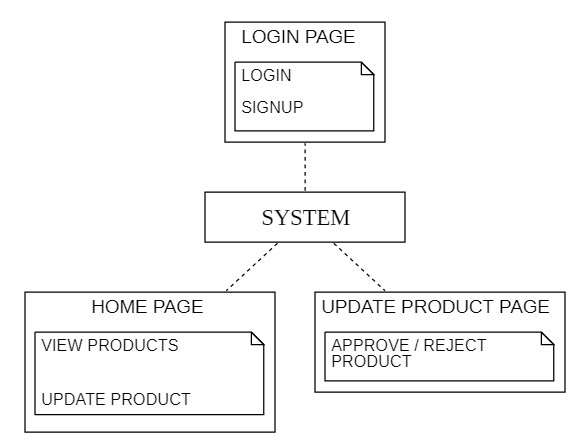 LOGIN PAGE
LOGIN
SIGNUP
SYSTEM
HOME PAGE
VIEW PRODUCTS
UPDATE PRODUCT
UPDATE PRODUCT PAGE
APPROVE / REJECT
PRODUCT